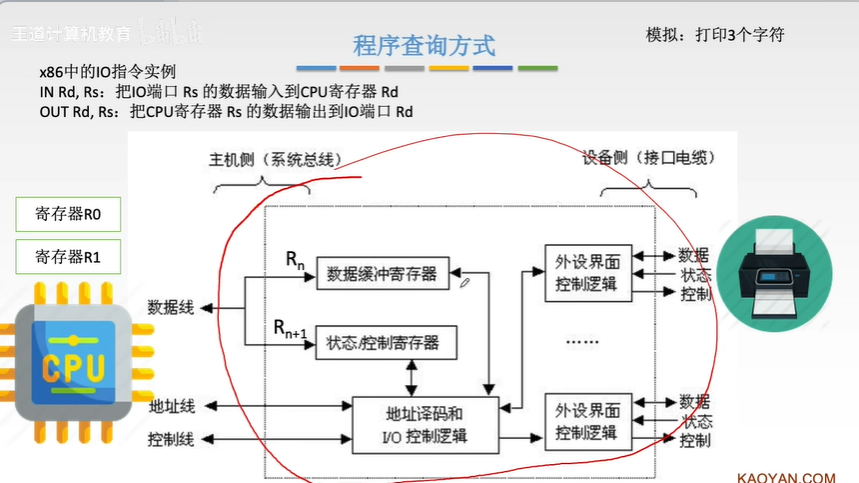 王道计算机教育
bilibili
程序查询方式
模拟：打印3个字符
x86中的IO指令实例
IN Rd, Rs：把IO端口 Rs 的数据输入到CPU寄存器 Rd
OUT Rd, Rs：把CPU寄存器 Rs 的数据输出到IO端口 Rd
主机侧（系统总线）
设备侧（接口电缆）
寄存器R0
寄存器R1
Rn
数据缓冲寄存器
外设界面
控制逻辑
数据
状态
控制
数据线
Rn+1
状态/控制寄存器
......
CPU
地址线
控制线
地址译码和
I/O 控制逻辑
外设界面
控制逻辑
数据
状态
控制
KAOYAN.COM